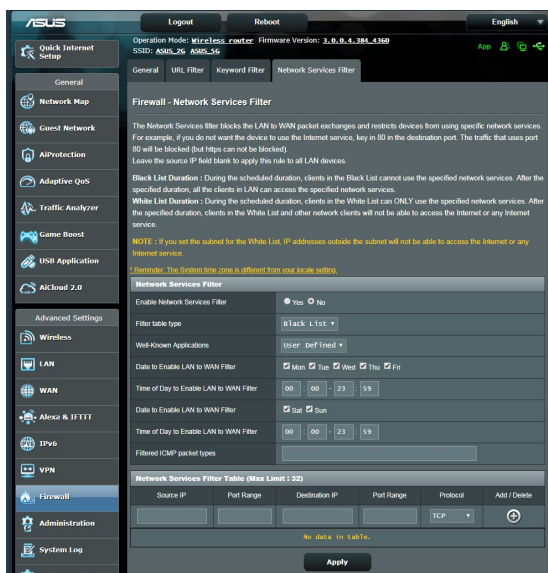 ASUS
Logout
Reboot
English
Quick Internet Setup
Operation Mode: Wireless router Firmware Version: 3.0.0.4.384_4360
SSID: ASUS_2G ASUS_5G
App
General
URL Filter
Keyword Filter
Network Services Filter
General
Network Map
Guest Network
AiProtection
Adaptive QoS
Traffic Analyzer
Game Boost
USB Application
AiCloud 2.0
Advanced Settings
Wireless
LAN
WAN
Alexa & IFTTT
IPv6
VPN
Firewall
Administration
System Log
Firewall - Network Services Filter
The Network Services filter blocks the LAN to WAN packet exchanges and restricts devices from using specific network services.
For example, if you do not want the device to use the Internet service, key in 80 in the destination port. The traffic that uses port
80 will be blocked (but https can not be blocked).
Leave the source IP field blank to apply this rule to all LAN devices.
Black List Duration : During the scheduled duration, clients in the Black List cannot use the specified network services. After the
specified duration, all the clients in LAN can access the specified network services.
White List Duration : During the scheduled duration, clients in the White List can ONLY use the specified network services. After
the specified duration, clients in the White List and other network clients will not be able to access the Internet or any Internet
service.
NOTE : If you set the subnet for the White List, IP addresses outside the subnet will not be able to access the Internet or any
Internet service.
* Reminder: The System time zone is different from your locale setting.
Network Services Filter
Enable Network Services Filter Yes No
Filter table type Black List
Well-Known Applications User Defined
Date to Enable LAN to WAN Filter Mon Tue Wed Thu Fri
Time of Day to Enable LAN to WAN Filter 00 : 00 - 23 : 59
Date to Enable LAN to WAN Filter Sat Sun
Time of Day to Enable LAN to WAN Filter 00 : 00 - 23 : 59
Filtered ICMP packet types
Network Services Filter Table (Max Limit : 32)
Source IP Port Range Destination IP Port Range Protocol Add / Delete
TCP
No data in table.
Apply